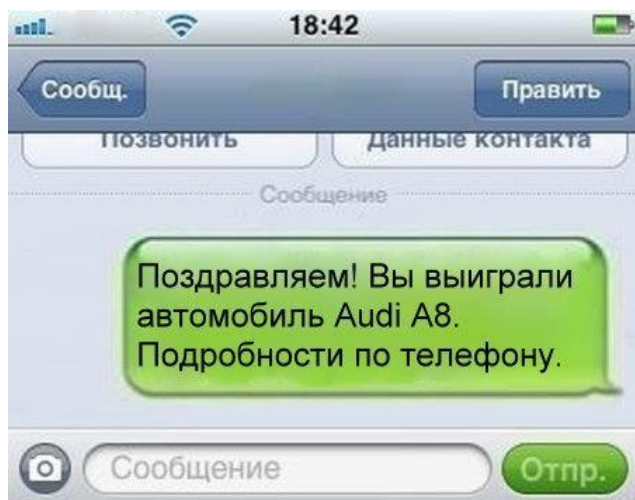 18:42
Сообщ.
Править
Позвонить
Данные контакта
Сообщение
Поздравляем! Вы выиграли
автомобиль Audi A8.
Подробности по телефону.
Сообщение
Отпр.